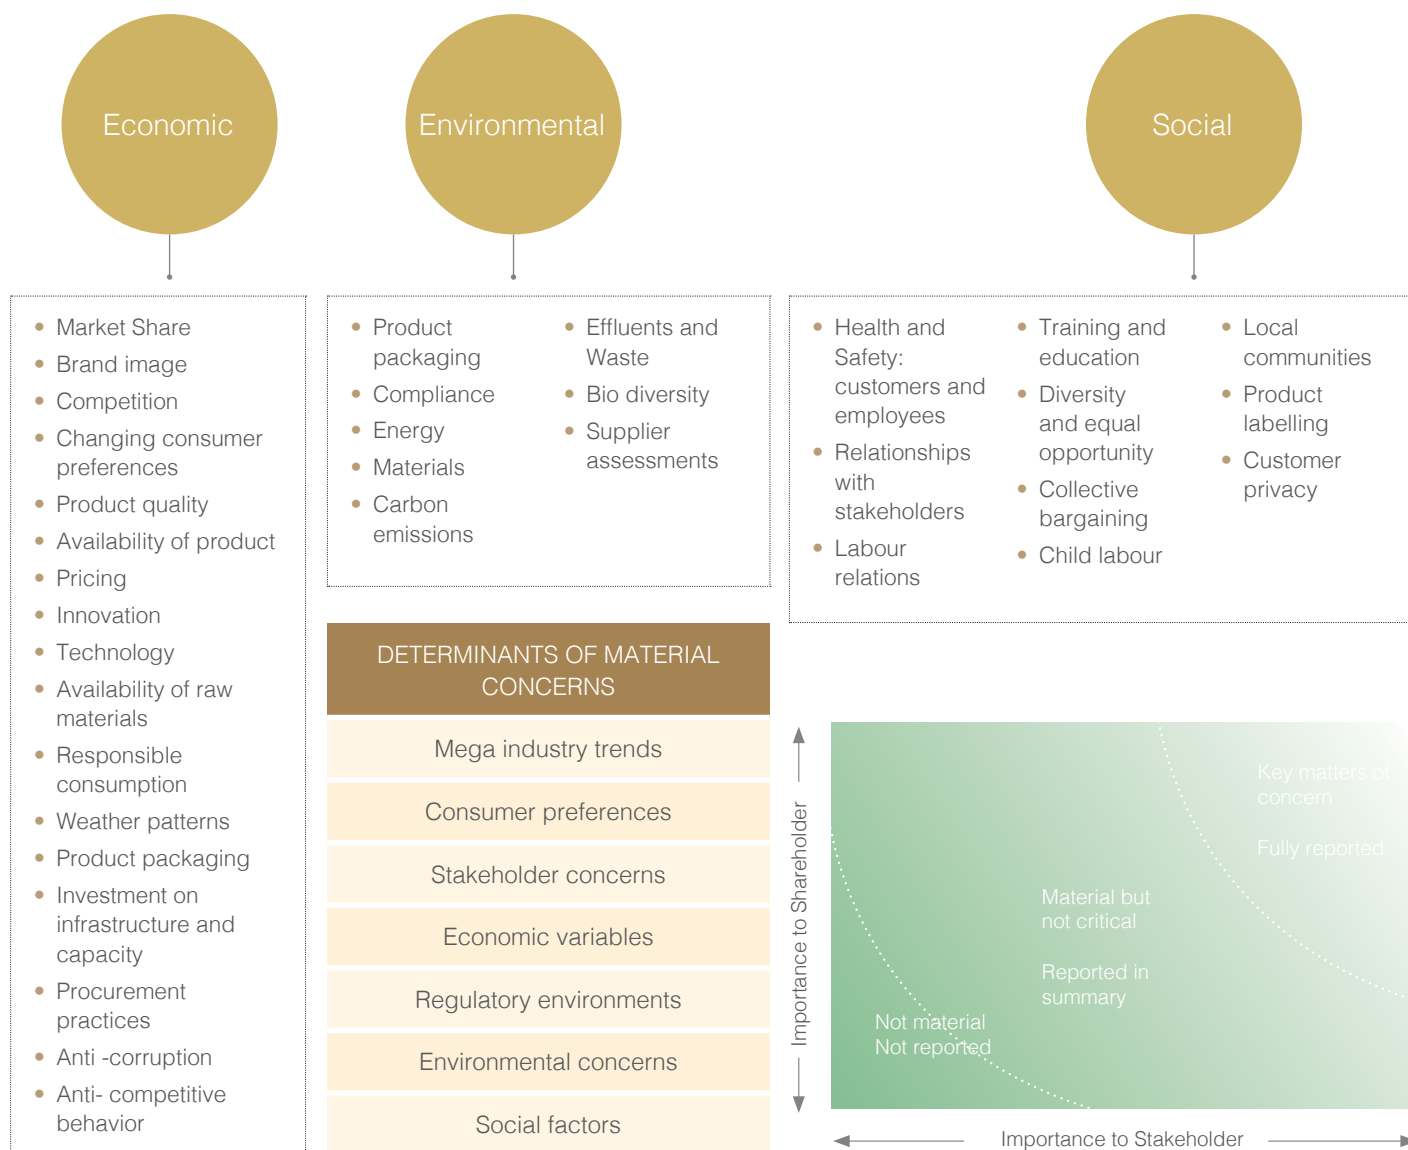 Economic
Environmental
Social
• Market Share
• Brand image
• Competition
• Changing consumer
preferences
• Product quality
• Availability of product
• Pricing
• Innovation
• Technology
• Availability of raw
materials
• Responsible
consumption
• Weather patterns
• Product packaging
• Investment on
infrastructure and
capacity
• Procurement
practices
• Anti -corruption
• Anti- competitive
behavior
• Product
packaging
• Compliance
• Energy
• Materials
• Carbon
emissions
• Effluents and
Waste
• Bio diversity
• Supplier
assessments
• Health and
Safety:
customers and
employees
• Relationships
with
stakeholders
• Labour
relations
• Training and
education
• Diversity
and equal
opportunity
• Collective
bargaining
• Child labour
• Local
communities
• Product
labelling
• Customer
privacy
DETERMINANTS OF MATERIAL
CONCERNS
Mega industry trends
Consumer preferences
Stakeholder concerns
Economic variables
Regulatory environments
Environmental concerns
Social factors
Importance to Shareholder
Key matters of
concern
Fully reported
Material but
not critical
Reported in
summary
Not material
Not reported
Importance to Stakeholder